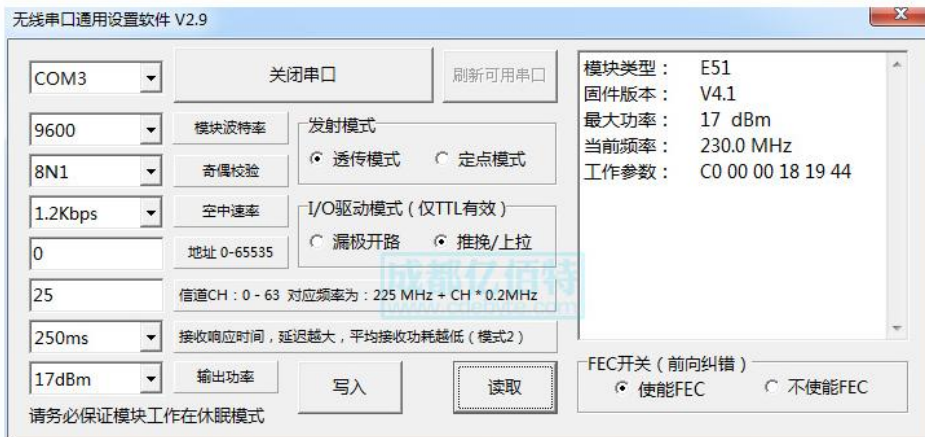 无线串口通用设置软件 V2.9
COM3
关闭串口
刷新可用串口
9600
模块波特率
8N1
奇偶校验
1.2Kbps
空中速率
0
地址 0-65535
25
信道CH：0 - 63 对应频率为：225 MHz + CH * 0.2MHz
250ms
接收响应时间，延迟越大，平均接收功耗越低（模式2）
17dBm
输出功率
写入
读取
请务必保证模块工作在休眠模式
发射模式
透传模式
定点模式
I/O驱动模式（仅TTL有效）
漏极开路
推挽/上拉
模块类型： E51
固件版本： V4.1
最大功率： 17 dBm
当前频率： 230.0 MHz
工作参数： C0 00 00 18 19 44
FEC开关（前向纠错）
使能FEC
不使能FEC
成都亿佰特
www.cdebyte.com